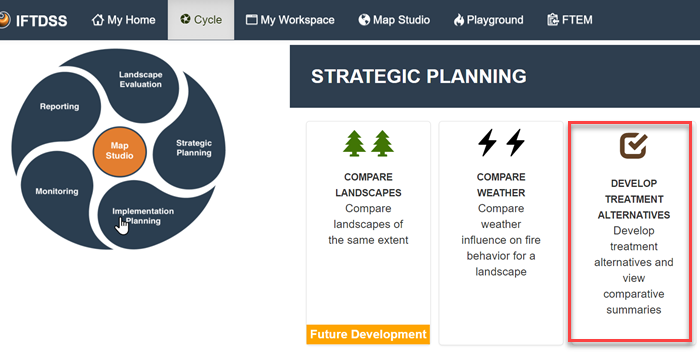 IFTDSS My Home Cycle My Workspace Map Studio Playground FTEM
Landscape
Evaluation
Reporting
Map
Studio
Strategic
Planning
Monitoring
Implementation
Planning
STRATEGIC PLANNING
COMPARE
LANDSCAPES
Compare
landscapes of
the same extent
Future Development
COMPARE
WEATHER
Compare
weather
influence on fire
behavior for a
landscape
DEVELOP
TREATMENT
ALTERNATIVES
Develop
treatment
alternatives and
view
comparative
summaries